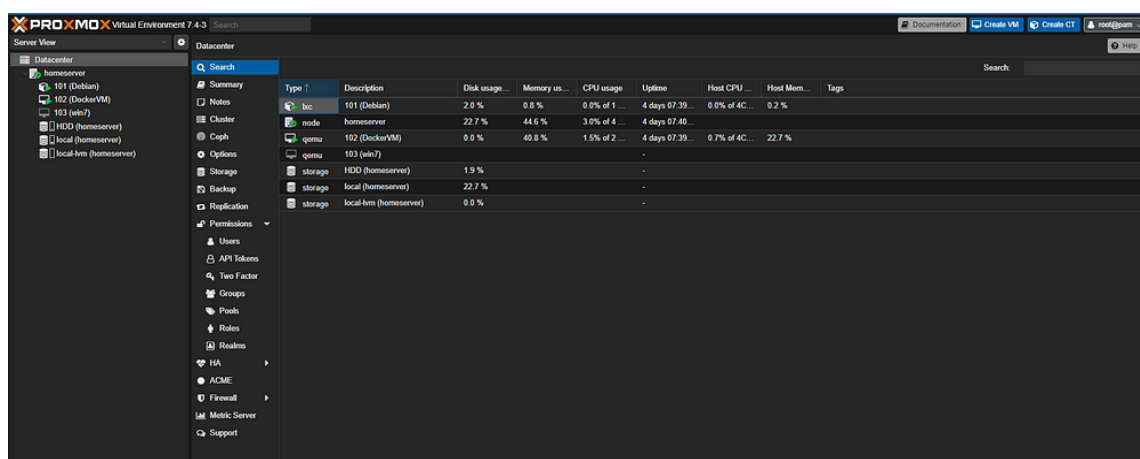 PROXMOX Virtual Environment 7.4-3 Search Documentation Create VM Create CT root@pam
Server View
Datacenter
homeserver
101 (Debian)
102 (DockerVM)
103 (win7)
HDD (homeserver)
local (homeserver)
local-lvm (homeserver)
Datacenter Help
Search
Summary
Notes
Cluster
Ceph
Options
Storage
Backup
Replication
Permissions
Users
API Tokens
Two Factor
Groups
Pools
Roles
Realms
HA
ACME
Firewall
Metric Server
Support
Search:
Type ↑ Description Disk usage... Memory us... CPU usage Uptime Host CPU ... Host Mem... Tags
lxc 101 (Debian) 2.0 % 0.8 % 0.0% of 1 ... 4 days 07:39... 0.0% of 4C... 0.2 %
node homeserver 22.7 % 44.6 % 3.0% of 4 ... 4 days 07:40...
qemu 102 (DockerVM) 0.0 % 40.8 % 1.5% of 2 ... 4 days 07:39... 0.7% of 4C... 22.7 %
qemu 103 (win7) -
storage HDD (homeserver) 1.9 % -
storage local (homeserver) 22.7 % -
storage local-lvm (homeserver) 0.0 % -